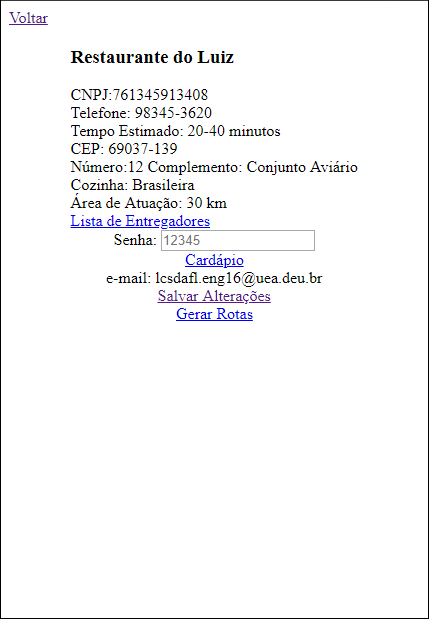 Voltar
Restaurante do Luiz
CNPJ:761345913408
Telefone: 98345-3620
Tempo Estimado: 20-40 minutos
CEP: 69037-139
Número:12 Complemento: Conjunto Aviário
Cozinha: Brasileira
Área de Atuação: 30 km
Lista de Entregadores
Senha: 12345
Cardápio
e-mail: lcsdafl.eng16@uea.deu.br
Salvar Alterações
Gerar Rotas